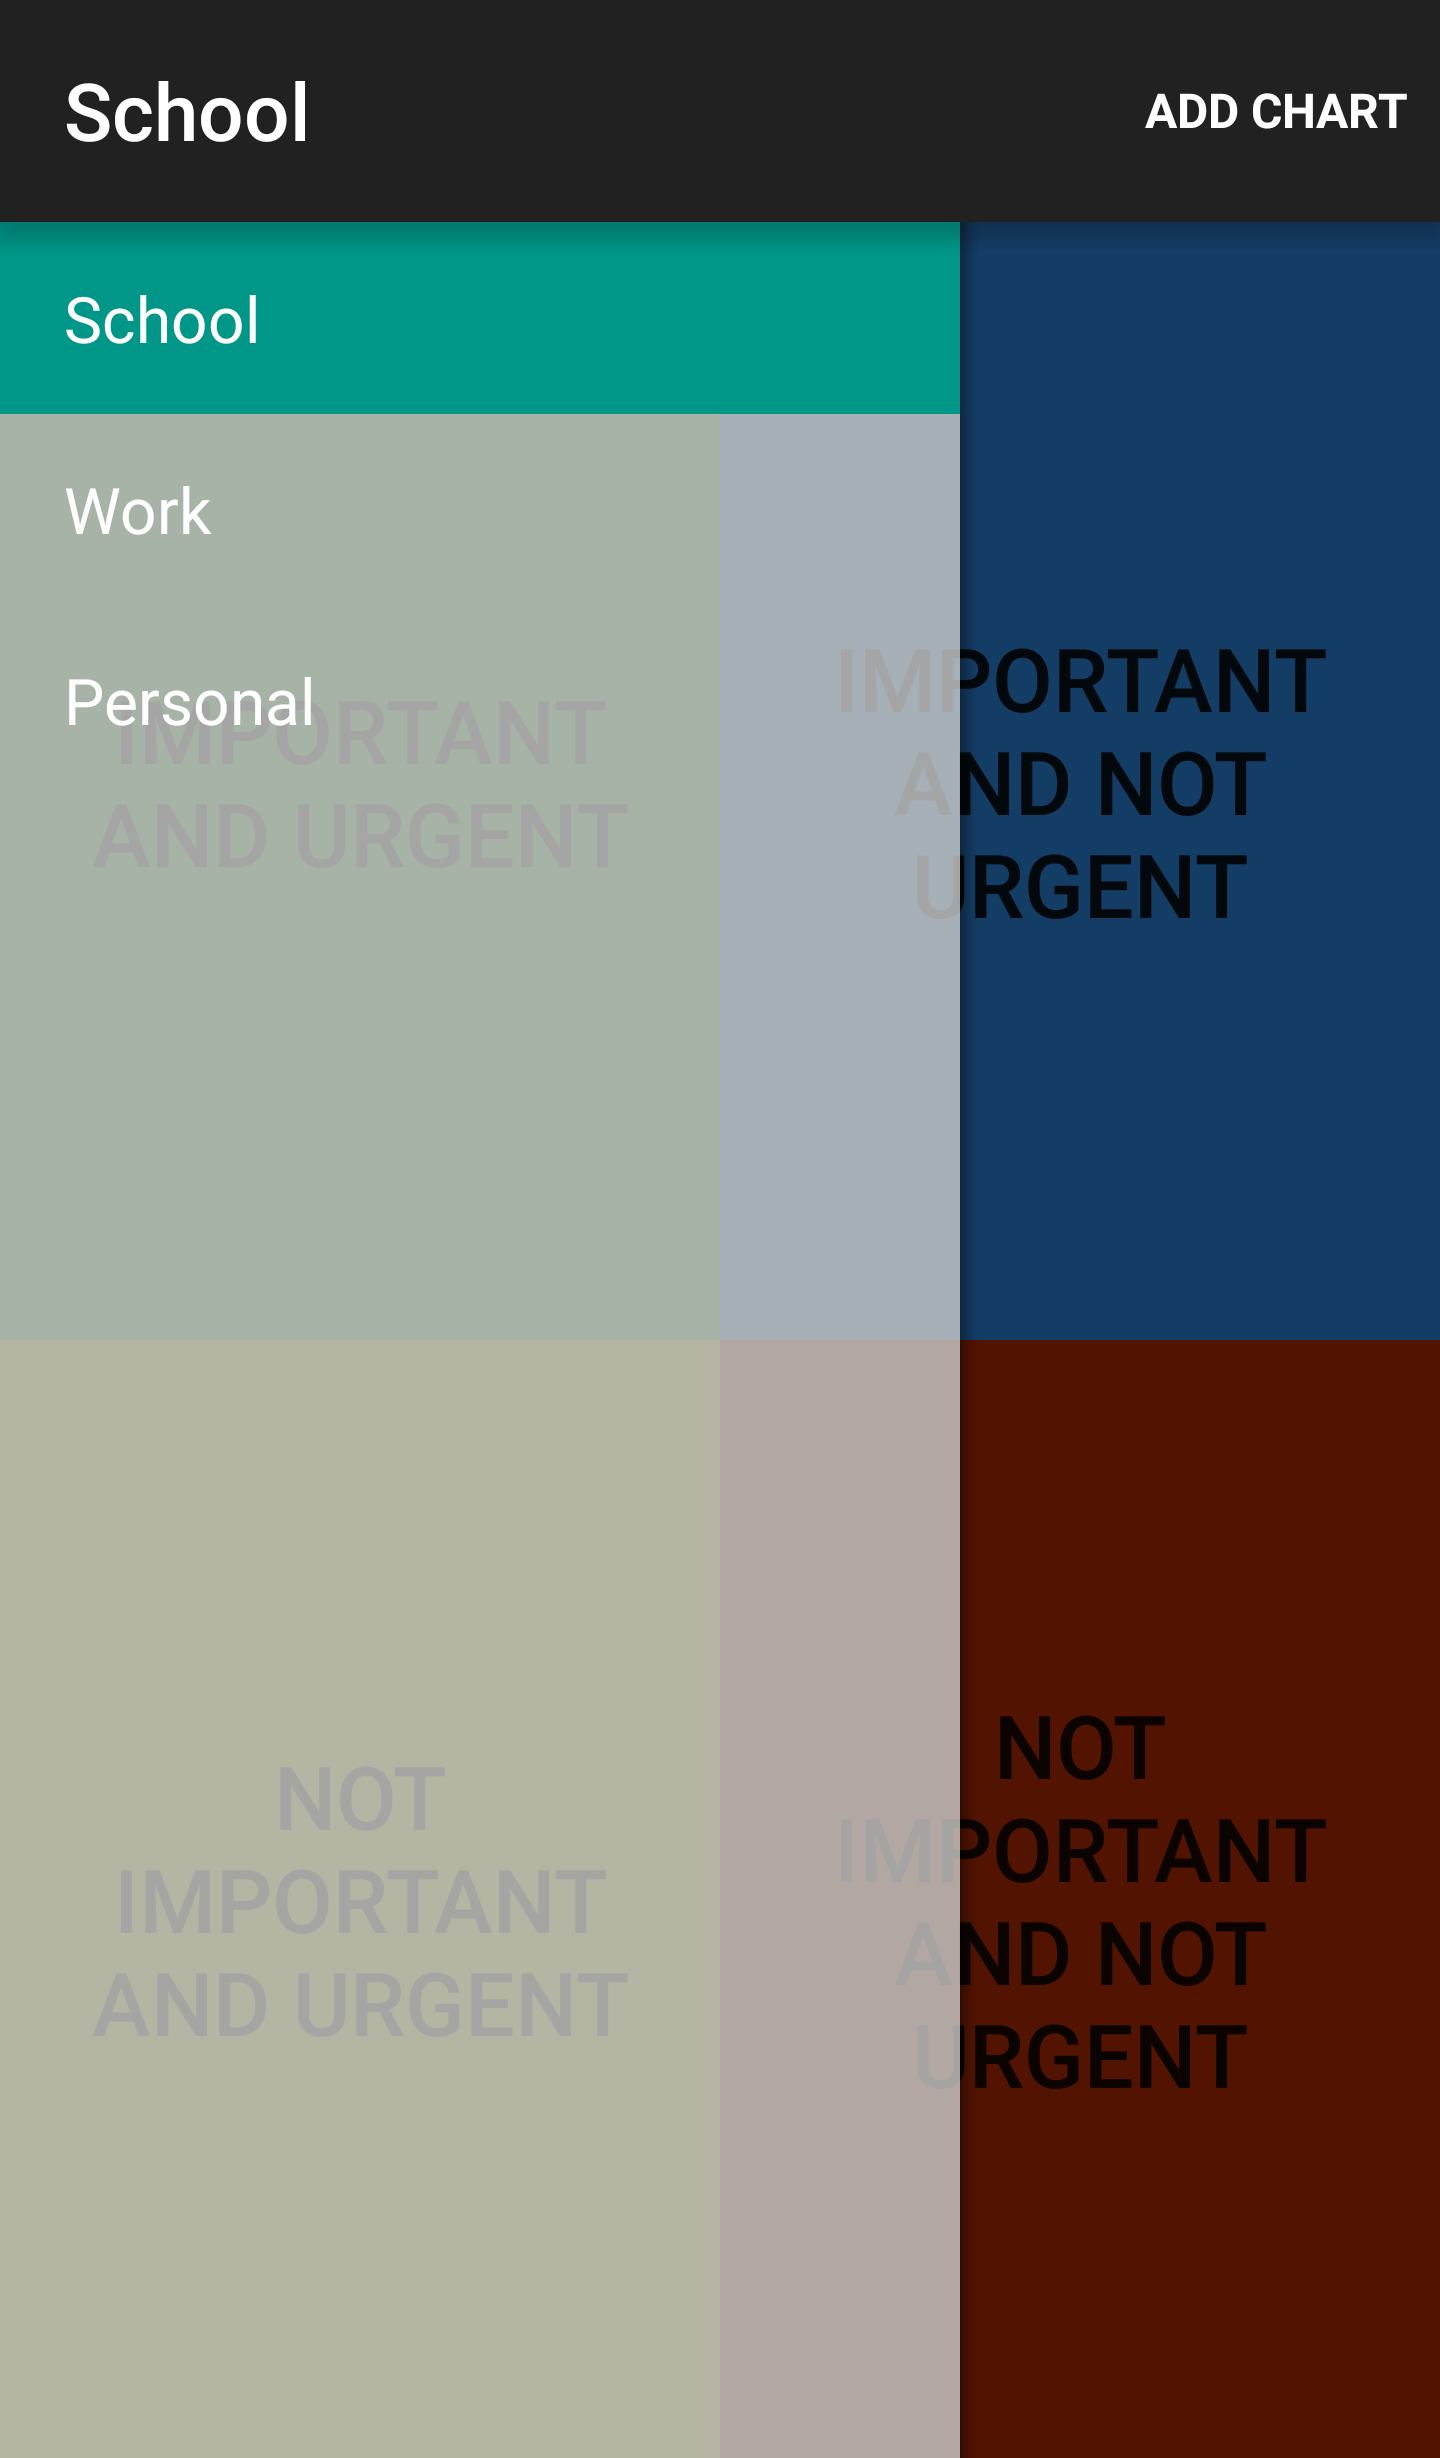 School
ADD CHART
School
Work
Personal
IMPORTANT
AND URGENT
IMPORTANT
AND NOT
URGENT
NOT
IMPORTANT
AND URGENT
NOT
IMPORTANT
AND NOT
URGENT